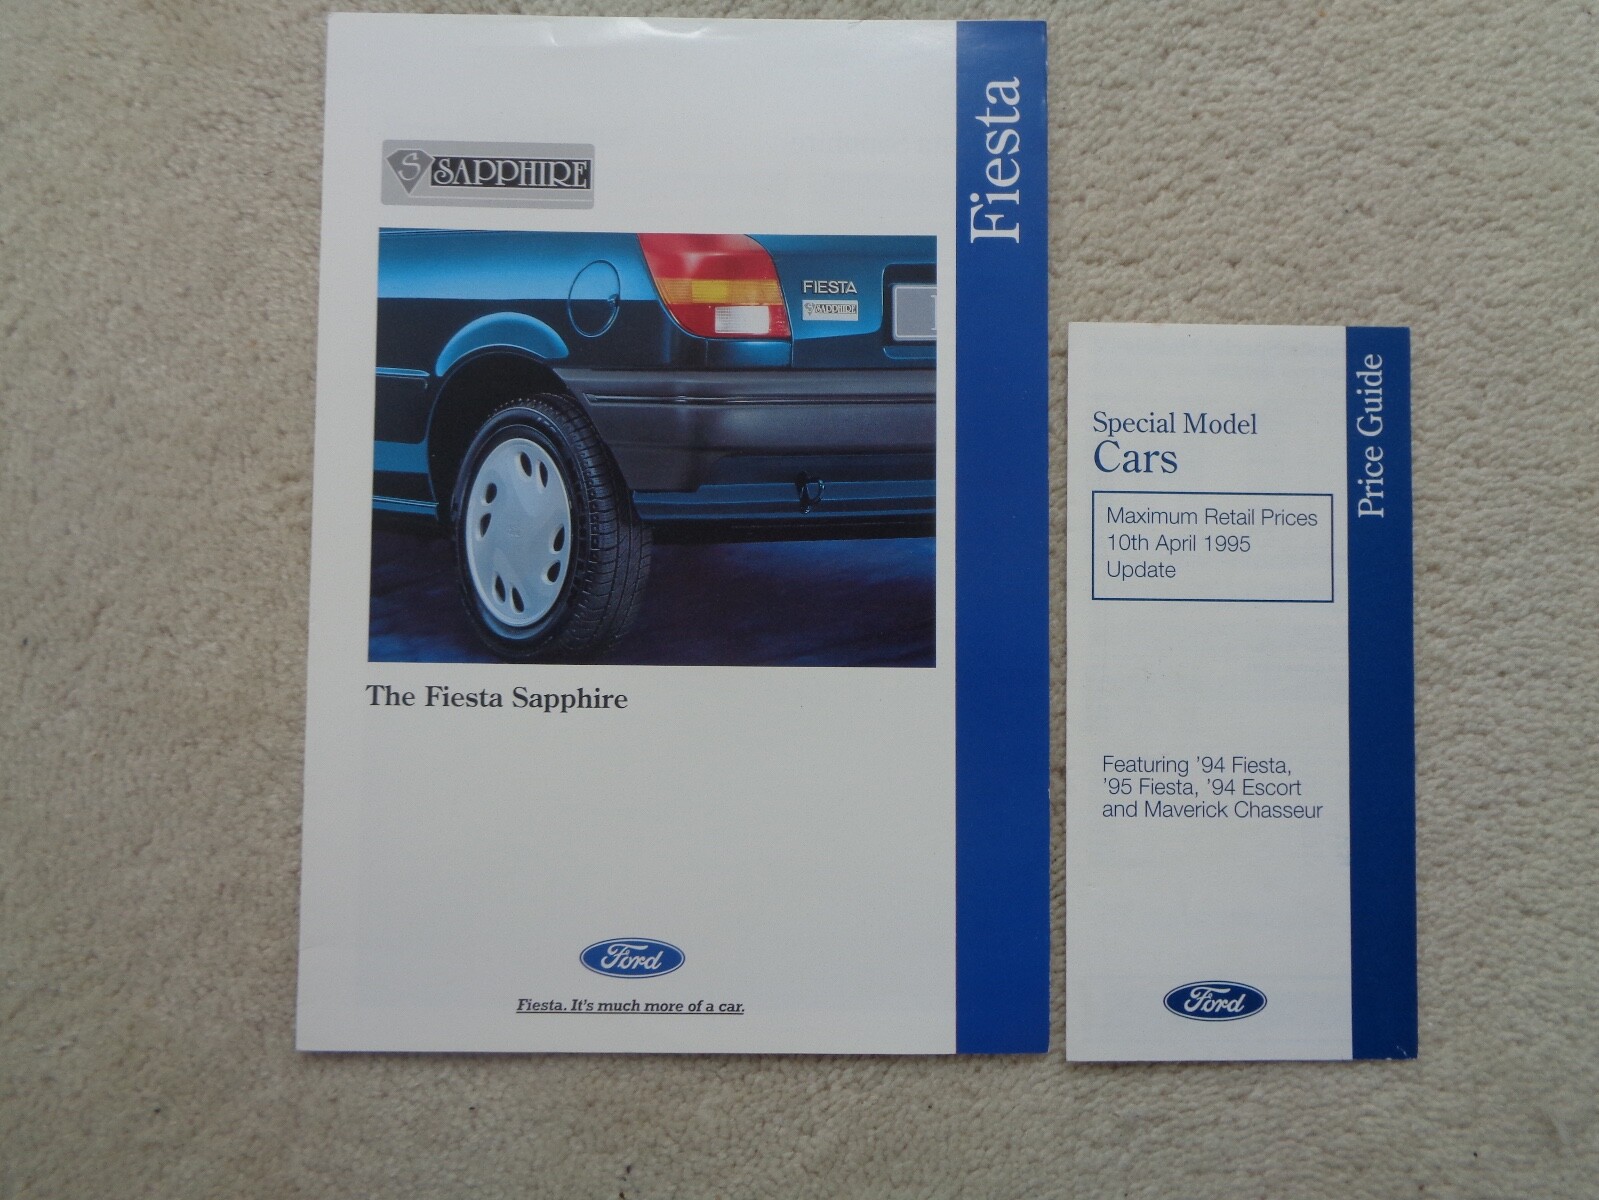 Fiesta
S SAPPHIRE
FIESTA
S SAPPHIRE
The Fiesta Sapphire
Ford
Fiesta. It's much more of a car.
Price Guide
Special Model
Cars
Maximum Retail Prices
10th April 1995
Update
Featuring '94 Fiesta,
'95 Fiesta, '94 Escort
and Maverick Chasseur
Ford